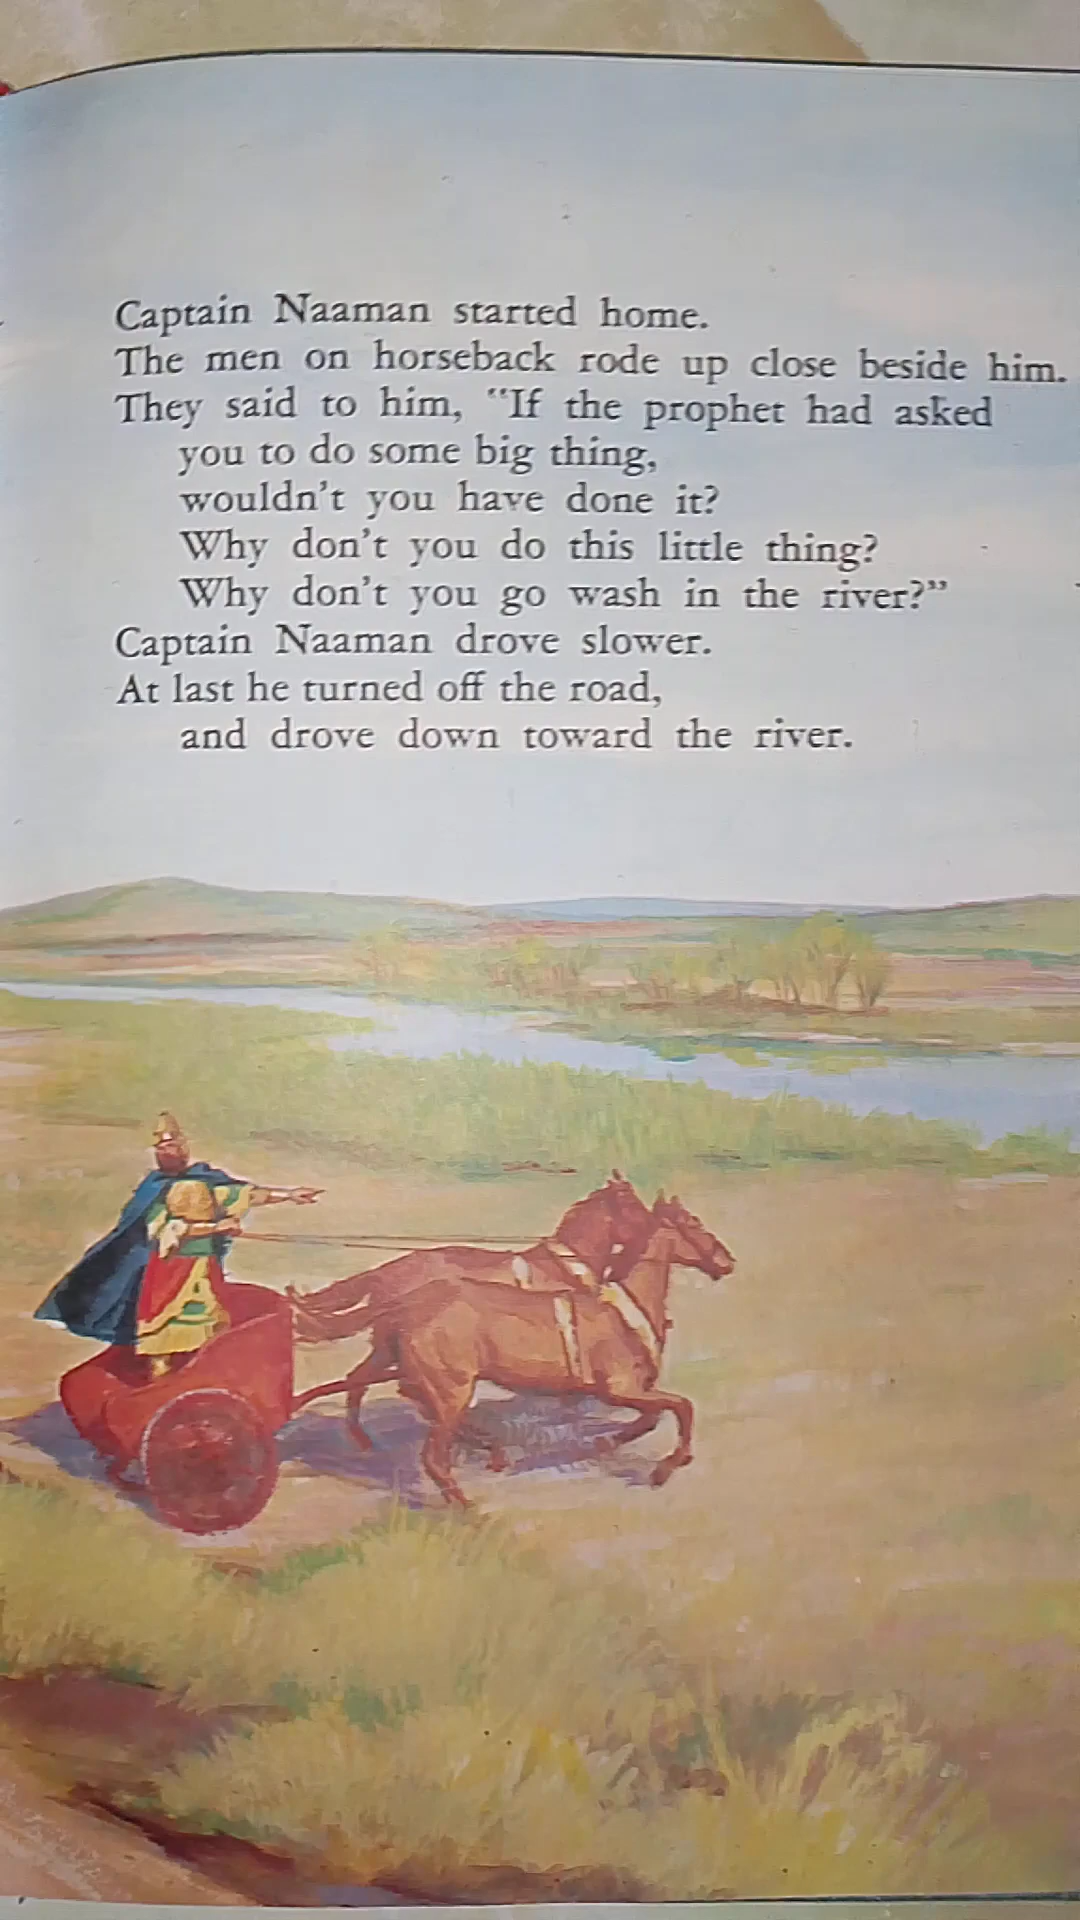 Captain Naaman started home.
The men on horseback rode up close beside him.
They said to him, "If the prophet had asked
you to do some big thing,
wouldn't you have done it?
Why don't you do this little thing?
Why don't you go wash in the river?"
Captain Naaman drove slower.
At last he turned off the road,
and drove down toward the river.